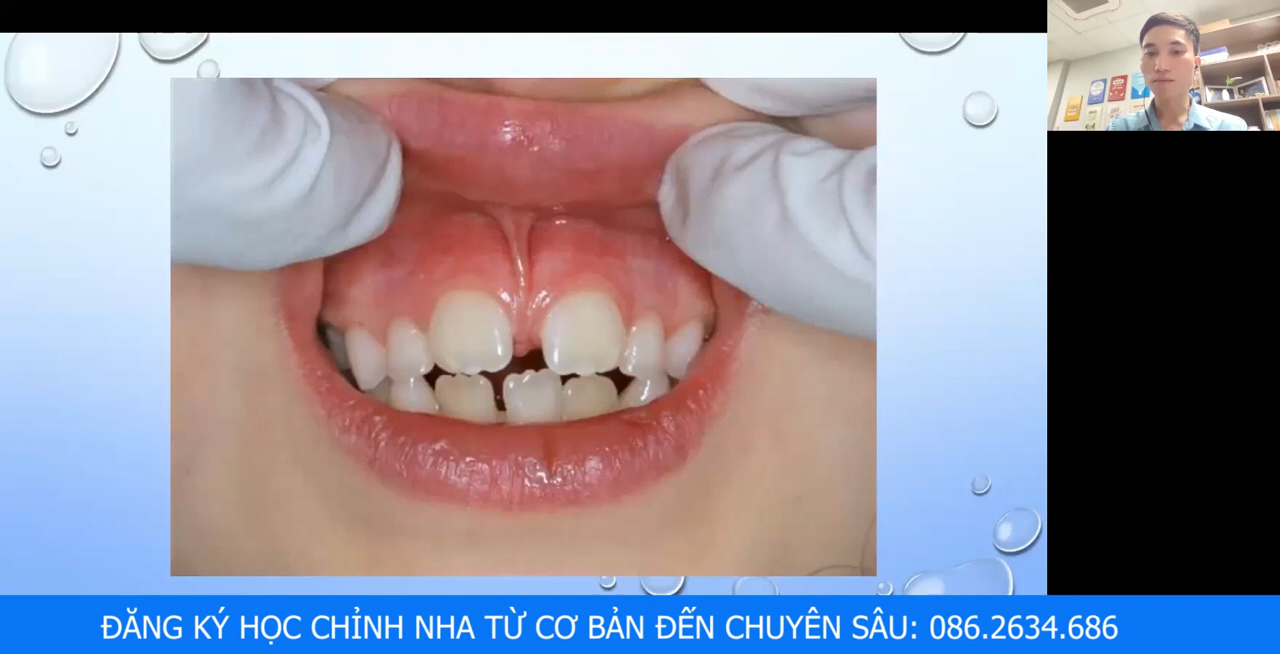 ĐĂNG KÝ HỌC CHỈNH NHA TỪ CƠ BẢN ĐẾN CHUYÊN SÂU: 086.2634.686